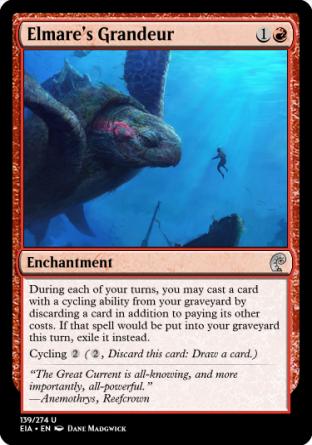 Elmare's Grandeur 1
Enchantment
During each of your turns, you may cast a card
with a cycling ability from your graveyard by
discarding a card in addition to paying its other
costs. If that spell would be put into your graveyard
this turn, exile it instead.
Cycling 2 (2, Discard this card: Draw a card.)
"The Great Current is all-knowing, and more
importantly, all-powerful."
—Anemothrys, Reefcrown
139/274 U
EIA • EN Dane Madgwick